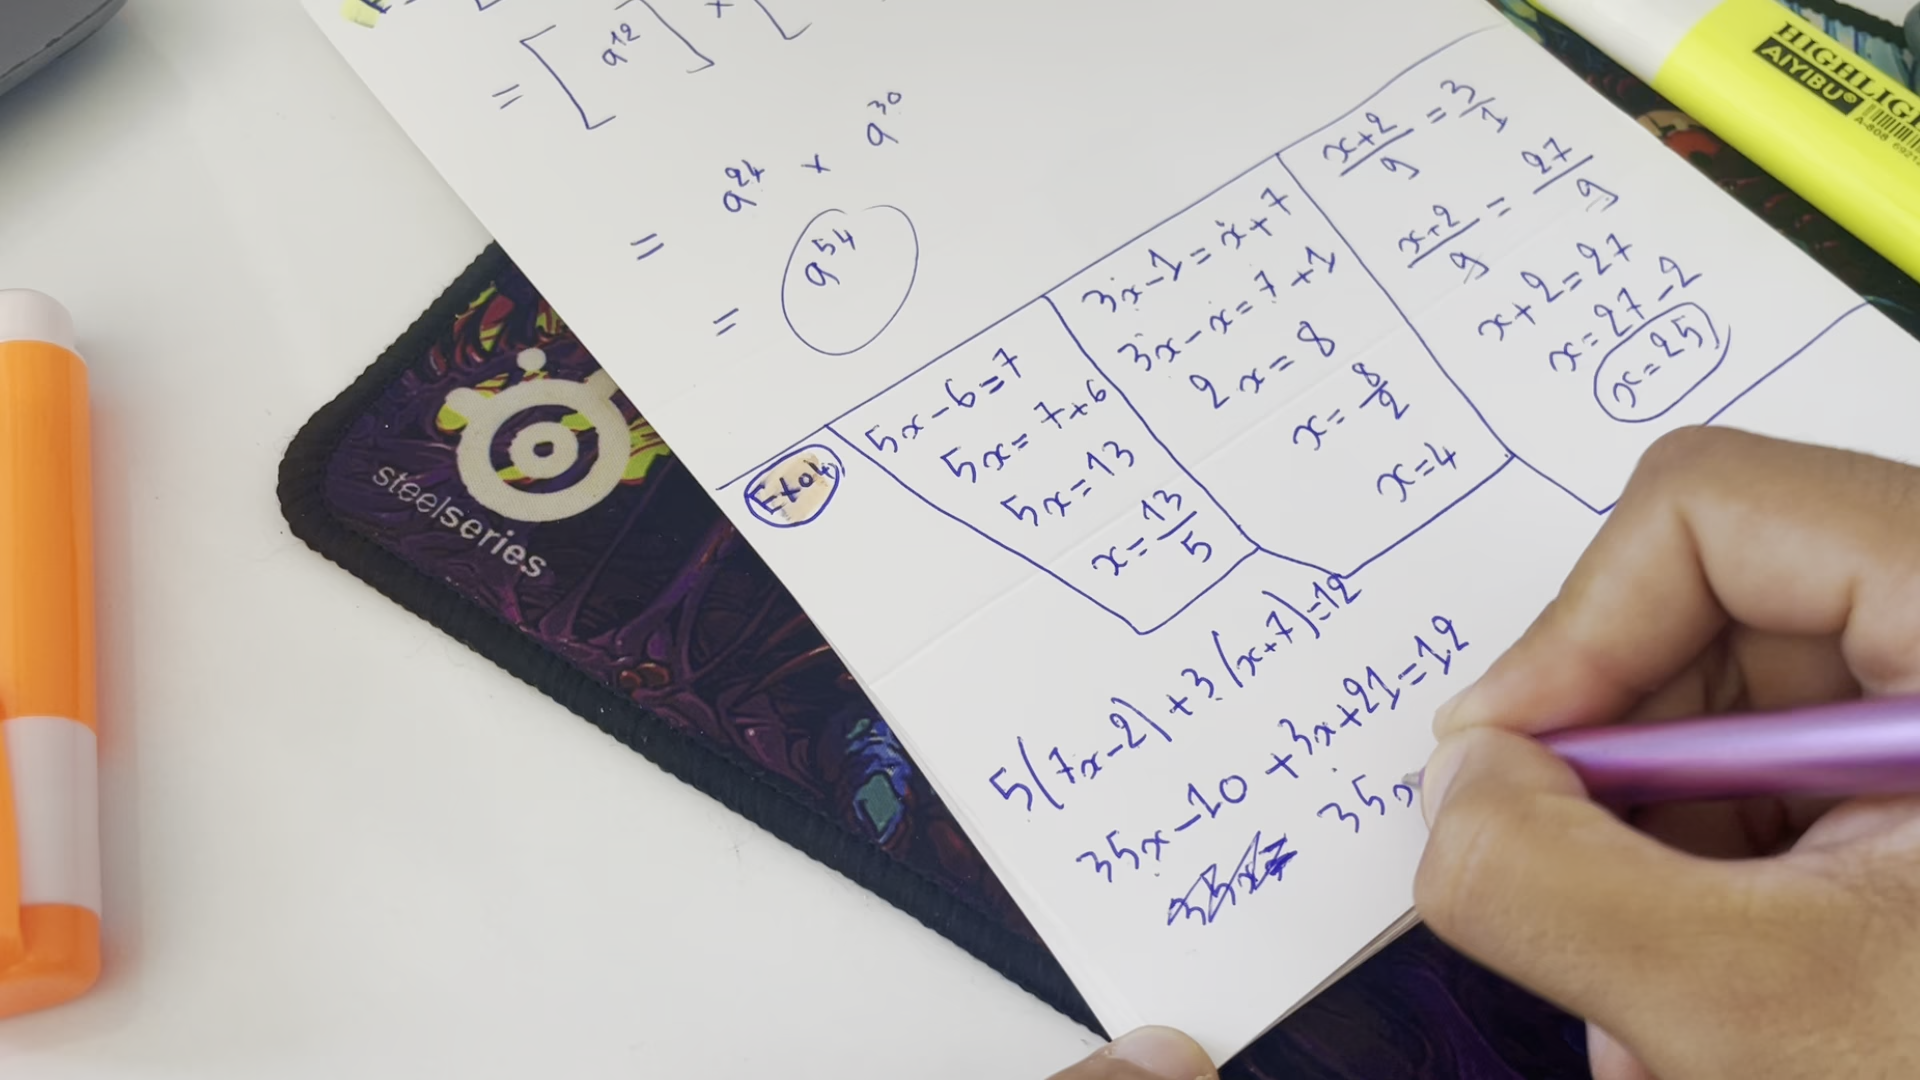 = [a¹²] × [
= a²⁴ × a³⁰
= a⁵⁴
Exo4
5x-6=7
5x=7+6
5x=13
x=13/5
3x-1=x+7
3x-x=7+1
2x=8
x=8/2
x=4
x+2/9=3/1
x+2/9=27/9
x+2=27
x=27-2
x=25
5(7x-2)+3(x+7)=12
35x-10+3x+21=12
35x
steelseries
AIYIBU®
A-808